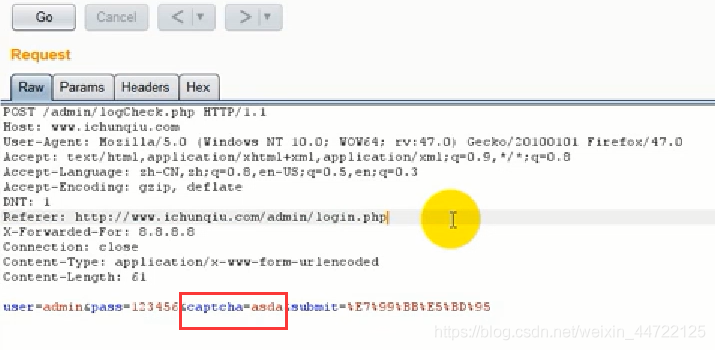 Go Cancel < ▼ > ▼
Request
Raw Params Headers Hex
POST /admin/logCheck.php HTTP/1.1
Host: www.ichunqiu.com
User-Agent: Mozilla/5.0 (Windows NT 10.0; WOW64; rv:47.0) Gecko/20100101 Firefox/47.0
Accept: text/html,application/xhtml+xml,application/xml;q=0.9,*/*;q=0.8
Accept-Language: zh-CN,zh;q=0.8,en-US;q=0.5,en;q=0.3
Accept-Encoding: gzip, deflate
DNT: 1
Referer: http://www.ichunqiu.com/admin/login.php
X-Forwarded-For: 8.8.8.8
Connection: close
Content-Type: application/x-www-form-urlencoded
Content-Length: 61
user=admin&pass=123456&captcha=asda&submit=%E7%99%BB%E5%BD%95
https://blog.csdn.net/weixin_44722125